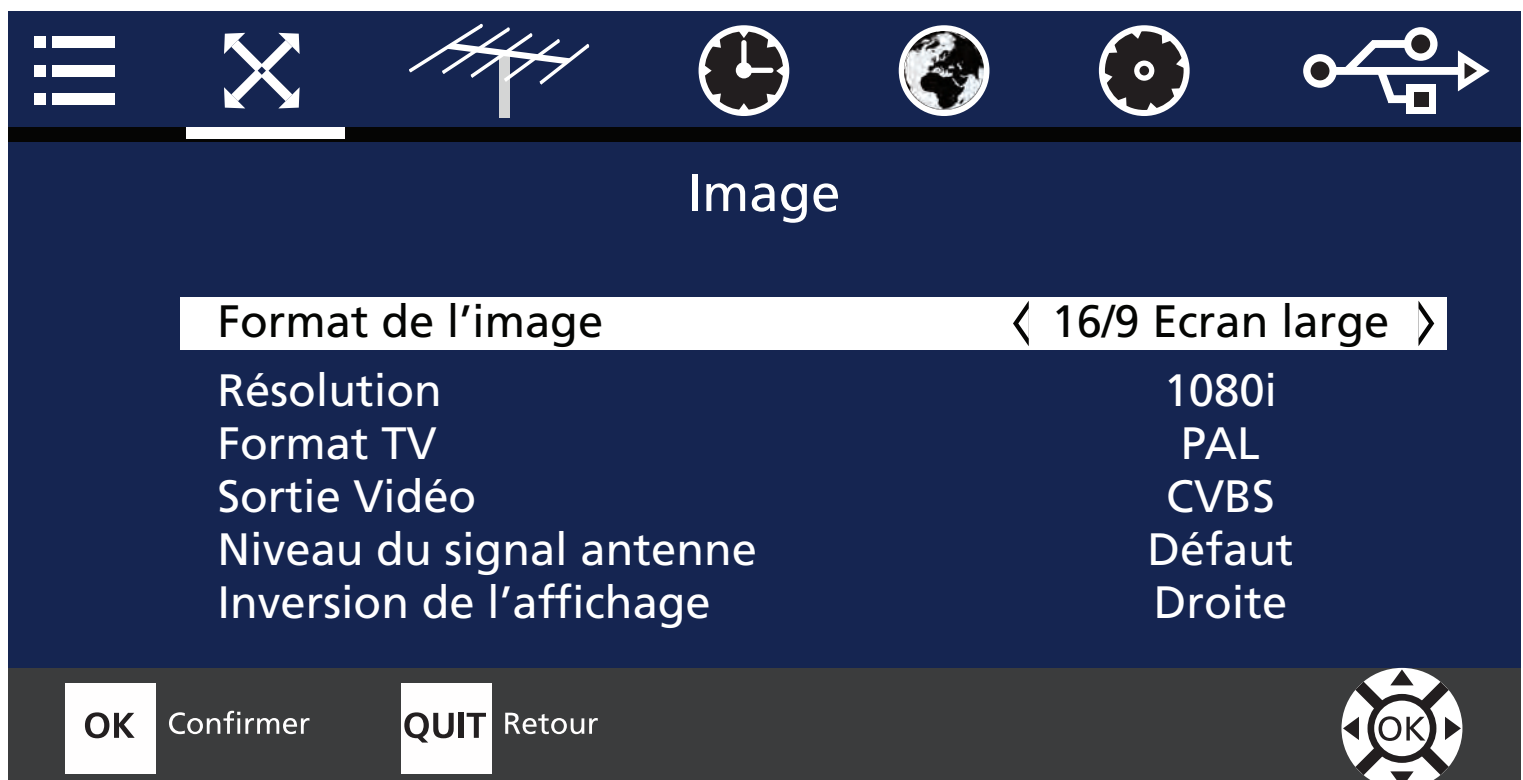 Image
Format de l’image 16/9 Ecran large
Résolution 1080i
Format TV PAL
Sortie Vidéo CVBS
Niveau du signal antenne Défaut
Inversion de l’affichage Droite
OK Confirmer QUIT Retour OK